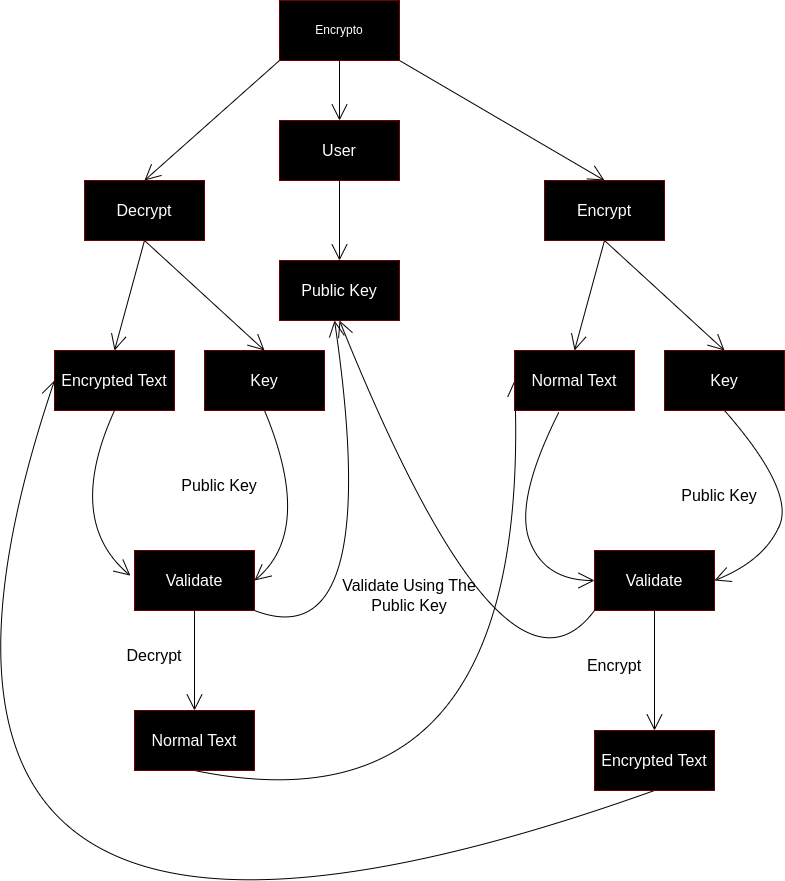 Encrypto
User
Decrypt
Encrypt
Public Key
Encrypted Text
Key
Normal Text
Key
Public Key
Public Key
Validate
Validate Using The
Public Key
Validate
Decrypt
Encrypt
Normal Text
Encrypted Text